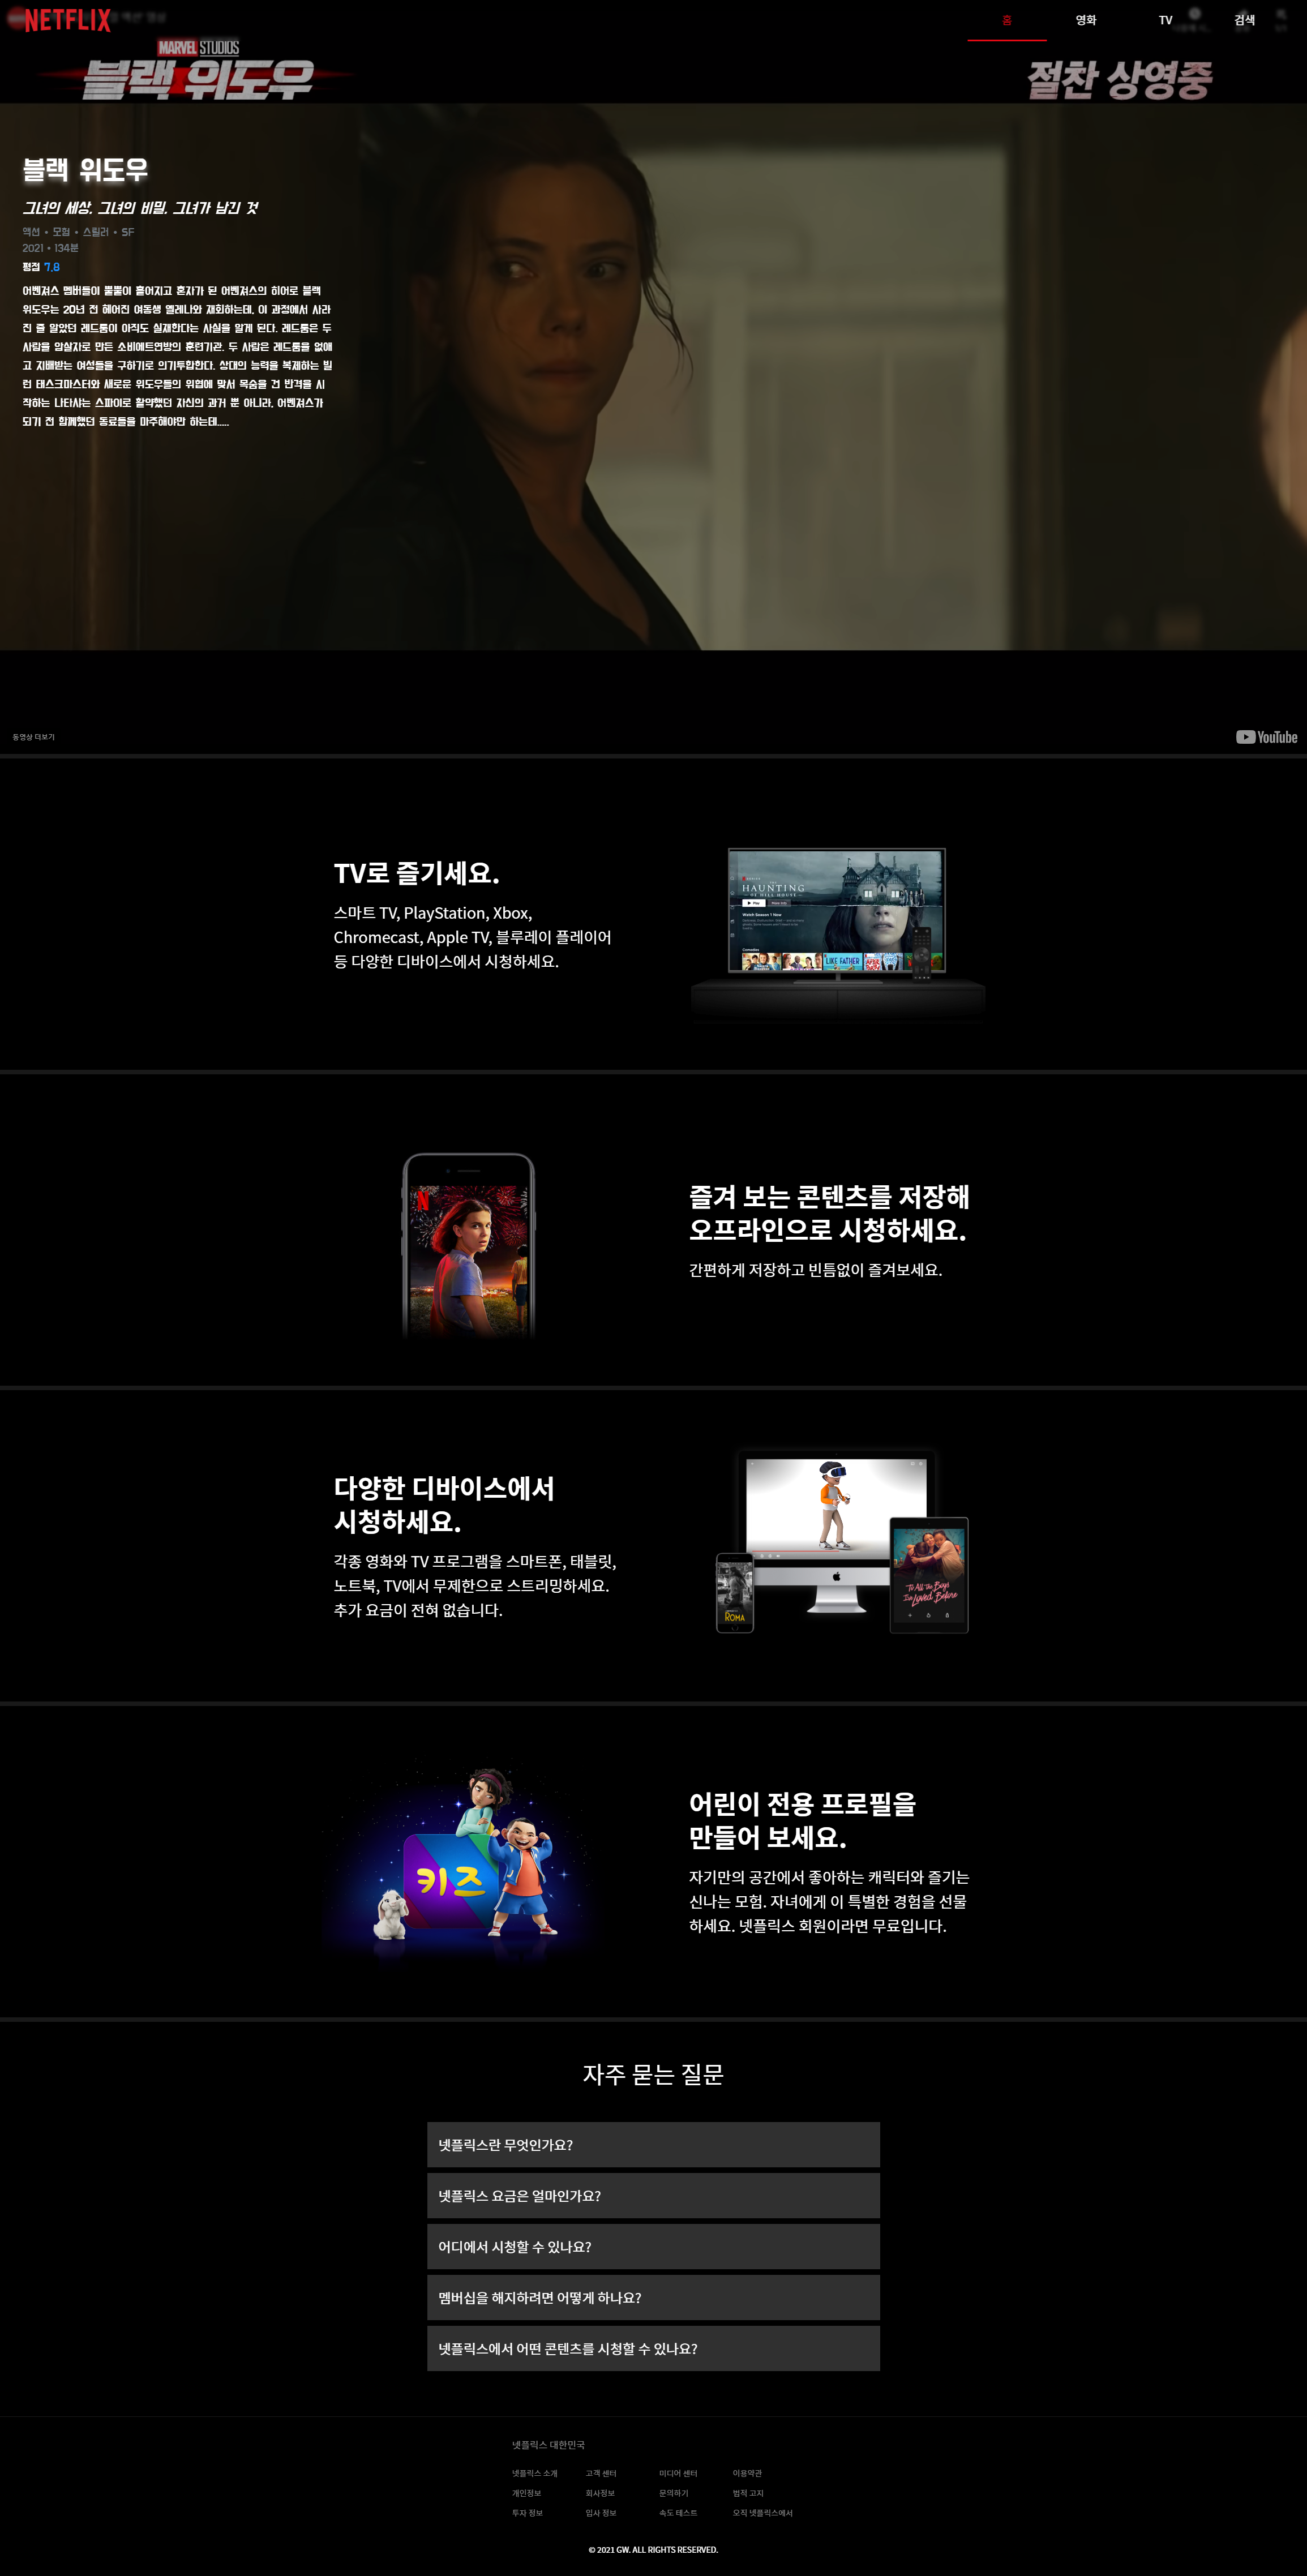 NETFLIX
홈
영화
TV
검색
MARVEL STUDIOS
블랙 위도우
절찬 상영중
블랙 위도우
그녀의 세상. 그녀의 비밀. 그녀가 남긴 것
액션 • 모험 • 스릴러 • SF
2021 • 134분
평점 7.8
어벤져스 멤버들이 뿔뿔이 흩어지고 혼자가 된 어벤져스의 히어로 블랙
위도우는 20년 전 헤어진 여동생 옐레나와 재회하는데, 이 과정에서 사라
진 줄 알았던 레드룸이 아직도 실재한다는 사실을 알게 된다. 레드룸은 두
사람을 암살자로 만든 소비에트연방의 훈련기관. 두 사람은 레드룸을 없애
고 지배받는 여성들을 구하기로 의기투합한다. 상대의 능력을 복제하는 빌
런 태스크마스터와 새로운 위도우들의 위협에 맞서 목숨을 건 반격을 시
작하는 나타샤는 스파이로 활약했던 자신의 과거 뿐 아니라, 어벤져스가
되기 전 함께했던 동료들을 마주해야만 하는데.....
동영상 더보기
YouTube
TV로 즐기세요.
스마트 TV, PlayStation, Xbox,
Chromecast, Apple TV, 블루레이 플레이어
등 다양한 디바이스에서 시청하세요.
THE
HAUNTING
OF HILL HOUSE
Play
Watch Season 1 Now
Comedies
LIKE FATHER
즐겨 보는 콘텐츠를 저장해
오프라인으로 시청하세요.
간편하게 저장하고 빈틈없이 즐겨보세요.
다양한 디바이스에서
시청하세요.
각종 영화와 TV 프로그램을 스마트폰, 태블릿,
노트북, TV에서 무제한으로 스트리밍하세요.
추가 요금이 전혀 없습니다.
ROMA
To All the Boys
I've Loved Before
키즈
어린이 전용 프로필을
만들어 보세요.
자기만의 공간에서 좋아하는 캐릭터와 즐기는
신나는 모험. 자녀에게 이 특별한 경험을 선물
하세요. 넷플릭스 회원이라면 무료입니다.
자주 묻는 질문
넷플릭스란 무엇인가요?
넷플릭스 요금은 얼마인가요?
어디에서 시청할 수 있나요?
멤버십을 해지하려면 어떻게 하나요?
넷플릭스에서 어떤 콘텐츠를 시청할 수 있나요?
넷플릭스 대한민국
넷플릭스 소개
고객 센터
미디어 센터
이용약관
개인정보
회사정보
문의하기
법적 고지
투자 정보
입사 정보
속도 테스트
오직 넷플릭스에서
© 2021 GW. ALL RIGHTS RESERVED.